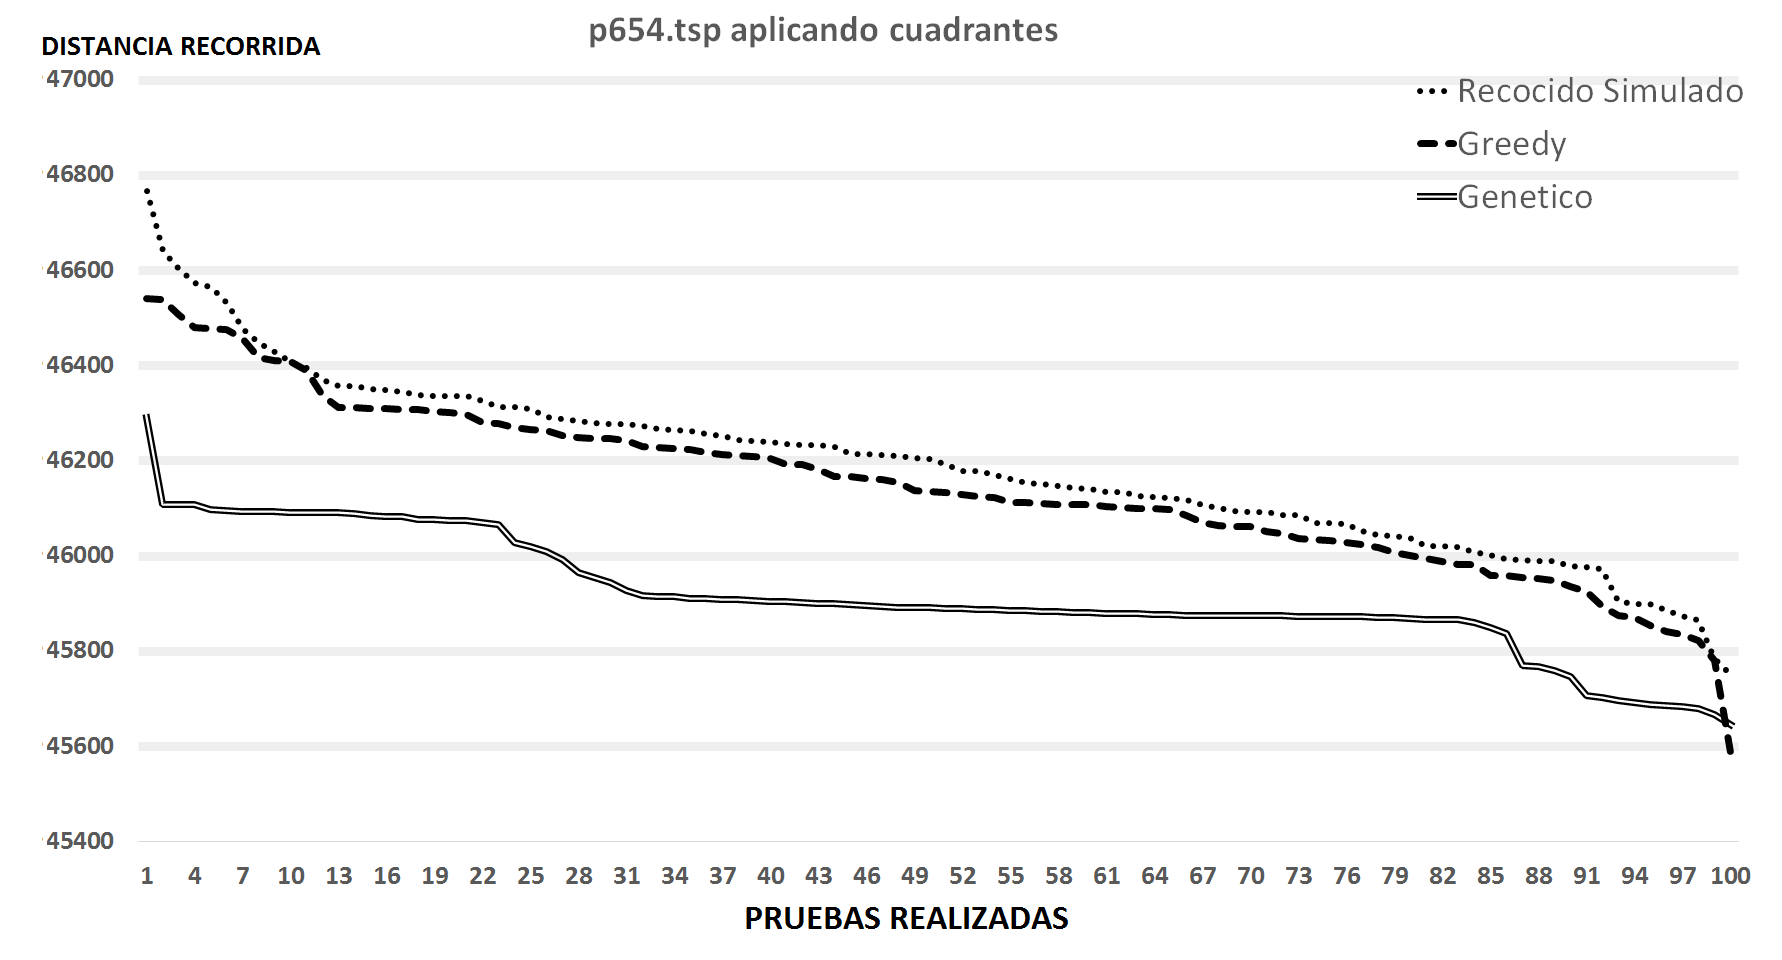 p654.tsp aplicando cuadrantes
DISTANCIA RECORRIDA
47000
46800
46600
46400
46200
46000
45800
45600
45400
Recocido Simulado
Greedy
Genetico
1 4 7 10 13 16 19 22 25 28 31 34 37 40 43 46 49 52 55 58 61 64 67 70 73 76 79 82 85 88 91 94 97 100
PRUEBAS REALIZADAS